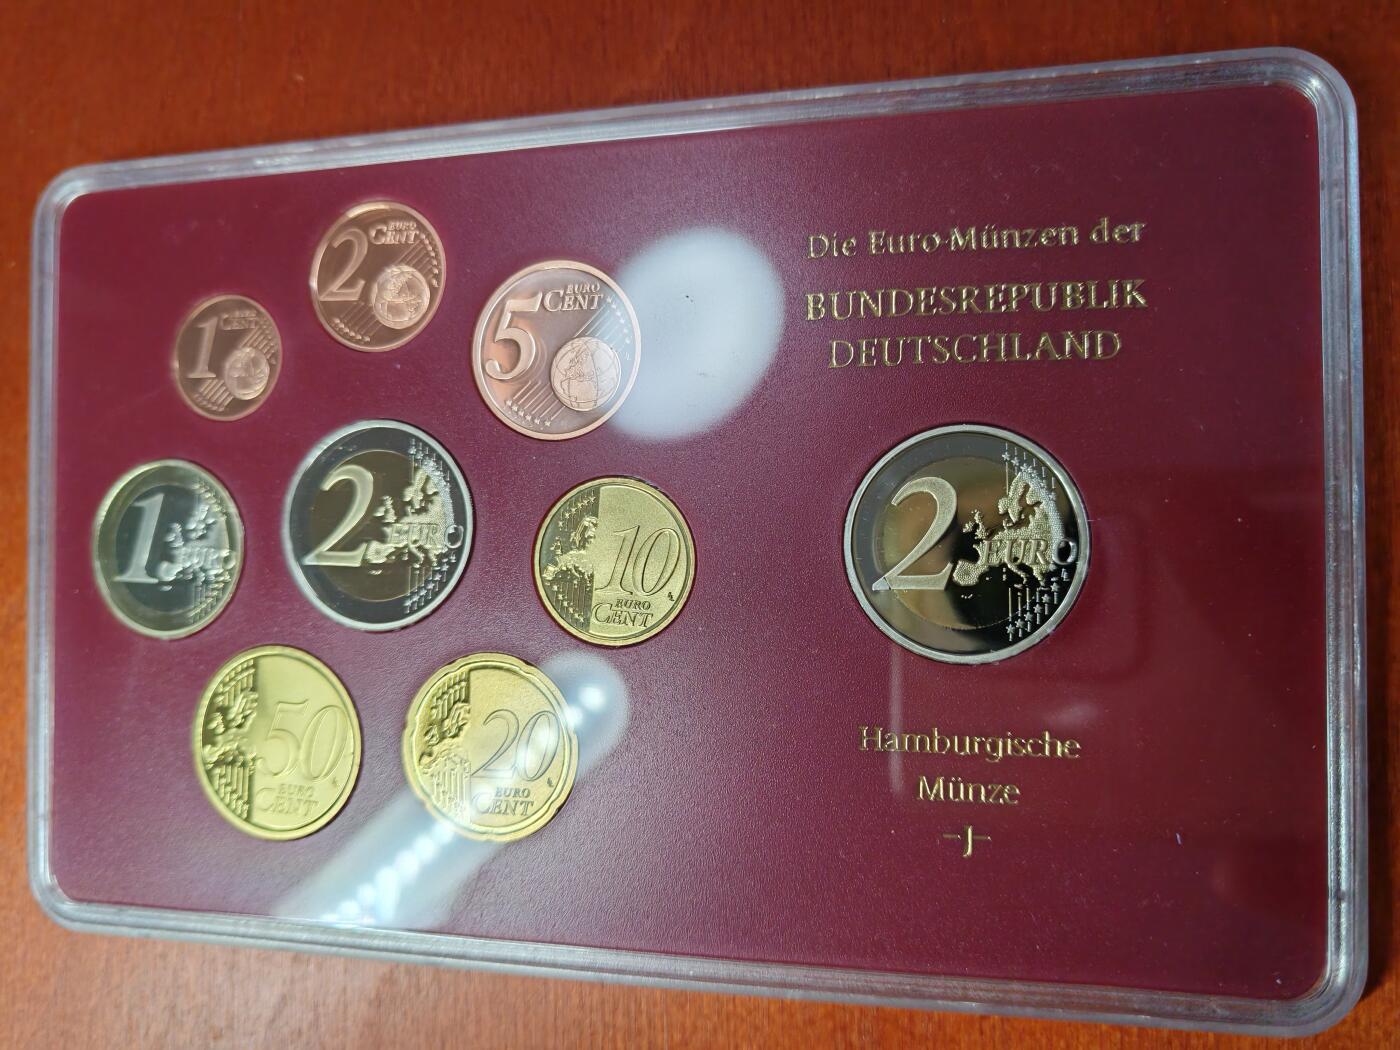 Die Euro-Münzen der
BUNDESREPUBLIK
DEUTSCHLAND
2 EURO CENT
1 EURO CENT
5 EURO CENT
1 EURO
2 EURO
10 EURO CENT
2 EURO
50 EURO CENT
20 EURO CENT
Hamburgische
Münze
-J-